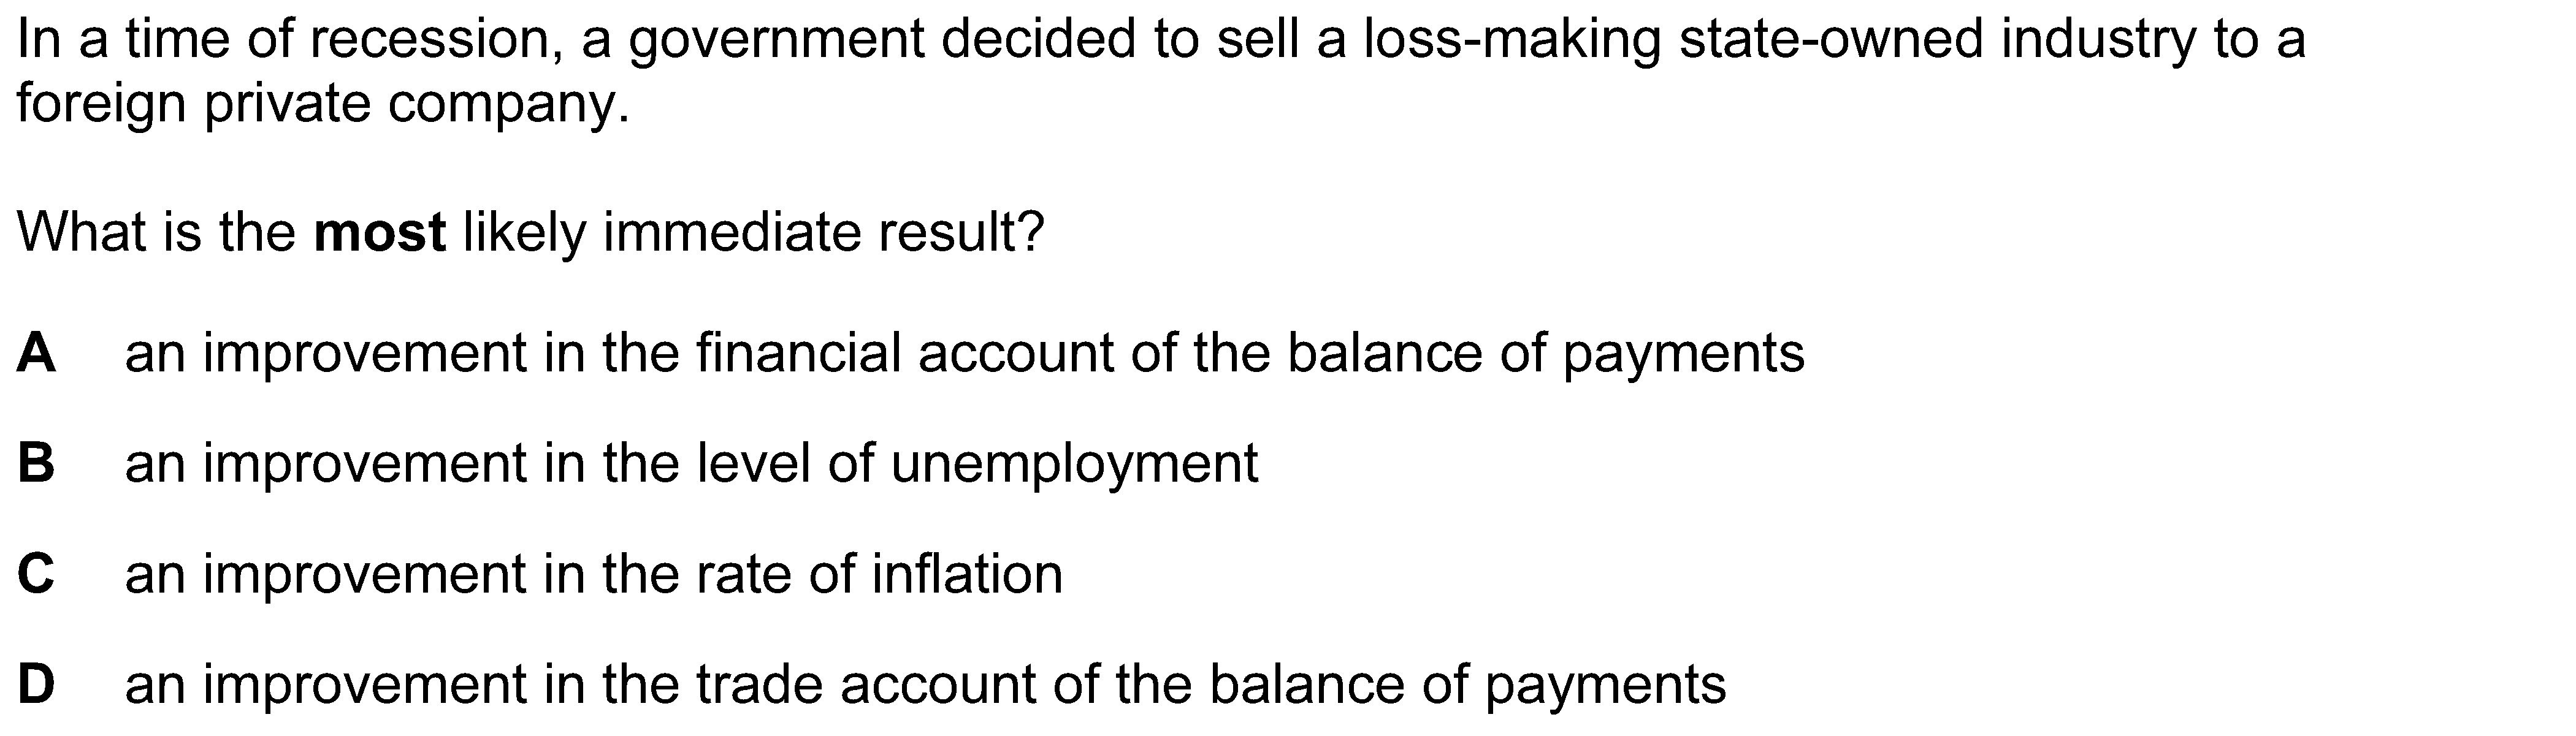 In a time of recession, a government decided to sell a loss-making state-owned industry to a
foreign private company.
What is the most likely immediate result?
A an improvement in the financial account of the balance of payments
B an improvement in the level of unemployment
C an improvement in the rate of inflation
D an improvement in the trade account of the balance of payments